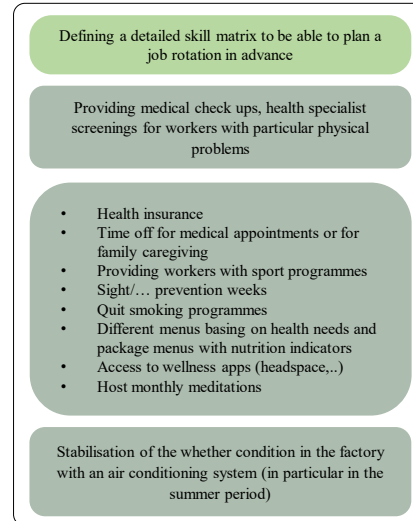 Defining a detailed skill matrix to be able to plan a
job rotation in advance
Providing medical check ups, health specialist
screenings for workers with particular physical
problems
• Health insurance
• Time off for medical appointments or for
family caregiving
• Providing workers with sport programmes
• Sight/… prevention weeks
• Quit smoking programmes
• Different menus basing on health needs and
package menus with nutrition indicators
• Access to wellness apps (headspace,..)
• Host monthly meditations
Stabilisation of the whether condition in the factory
with an air conditioning system (in particular in the
summer period)